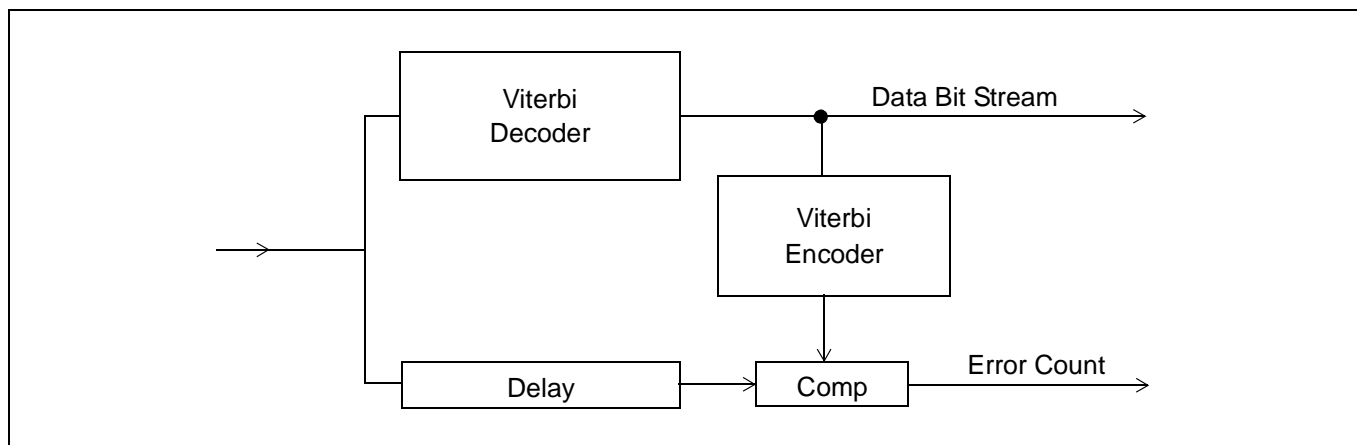 Viterbi
Decoder
Data Bit Stream
Viterbi
Encoder
Delay
Comp
Error Count